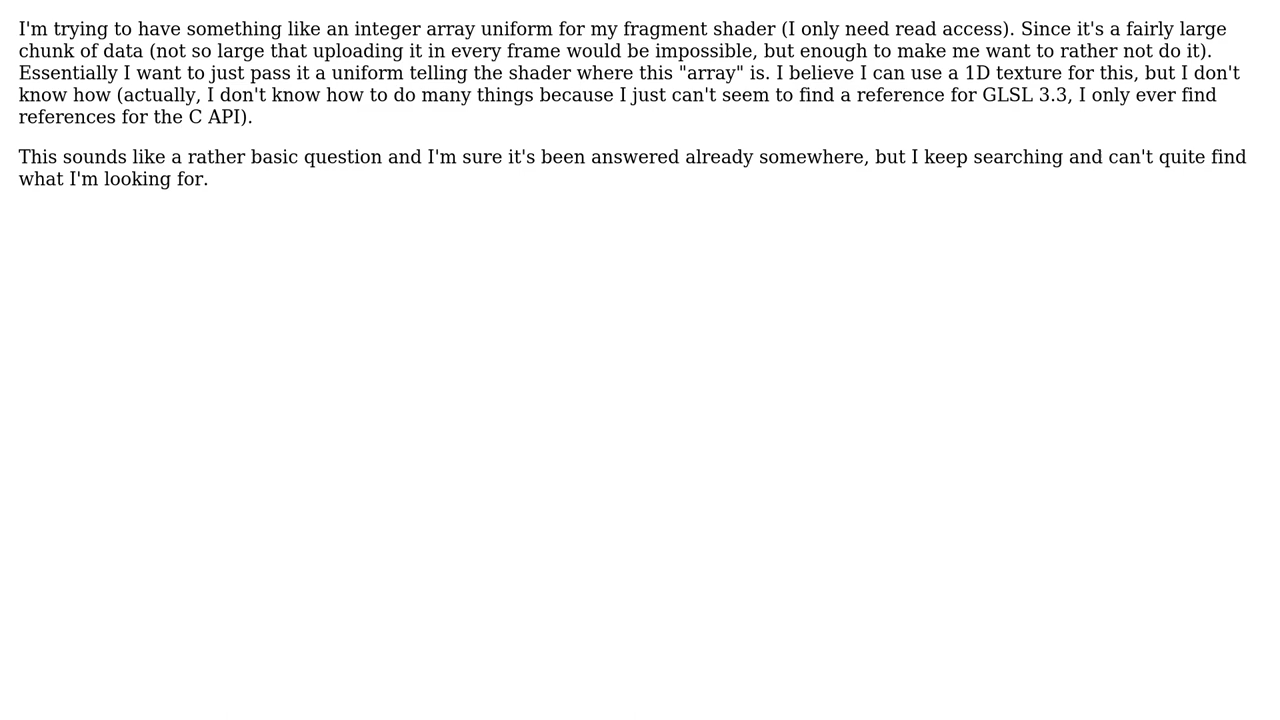 I'm trying to have something like an integer array uniform for my fragment shader (I only need read access). Since it's a fairly large
chunk of data (not so large that uploading it in every frame would be impossible, but enough to make me want to rather not do it).
Essentially I want to just pass it a uniform telling the shader where this "array" is. I believe I can use a 1D texture for this, but I don't
know how (actually, I don't know how to do many things because I just can't seem to find a reference for GLSL 3.3, I only ever find
references for the C API).
This sounds like a rather basic question and I'm sure it's been answered already somewhere, but I keep searching and can't quite find
what I'm looking for.